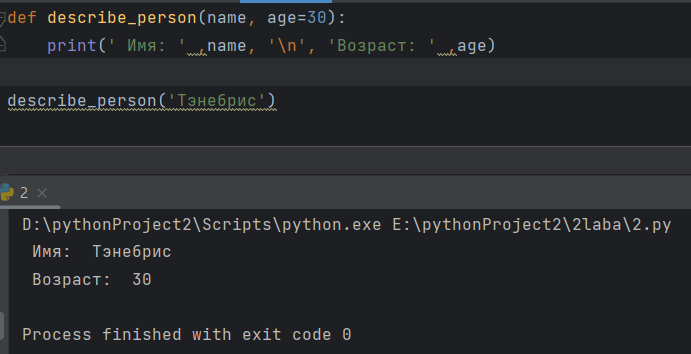 def describe_person(name, age=30):
    print(' Имя: ' ,name, '\n', 'Возраст: ' ,age)
describe_person('Тэнебрис')
2
D:\pythonProject2\Scripts\python.exe E:\pythonProject2\2laba\2.py
 Имя:  Тэнебрис
 Возраст:  30
Process finished with exit code 0